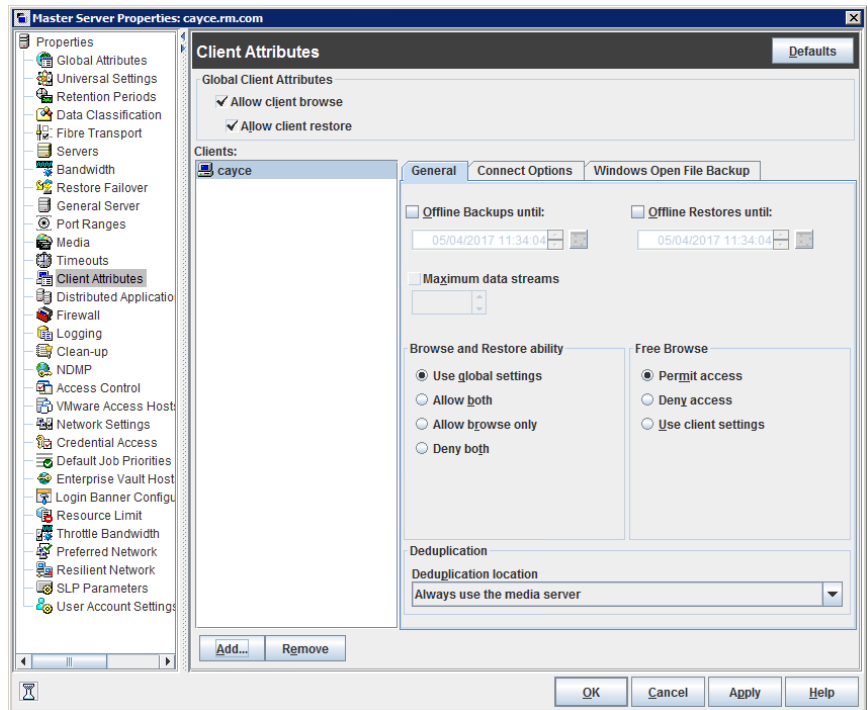 Master Server Properties: cayce.rm.com
Properties
Global Attributes
Universal Settings
Retention Periods
Data Classification
Fibre Transport
Servers
Bandwidth
Restore Failover
General Server
Port Ranges
Media
Timeouts
Client Attributes
Distributed Applicatio
Firewall
Logging
Clean-up
NDMP
Access Control
VMware Access Hosts
Network Settings
Credential Access
Default Job Priorities
Enterprise Vault Host
Login Banner Configu
Resource Limit
Throttle Bandwidth
Preferred Network
Resilient Network
SLP Parameters
User Account Settings
Client Attributes
Defaults
Global Client Attributes
Allow client browse
Allow client restore
Clients:
cayce
General Connect Options Windows Open File Backup
Offline Backups until: Offline Restores until:
05/04/2017 11:34:04 05/04/2017 11:34:04
Maximum data streams
Browse and Restore ability
Use global settings
Allow both
Allow browse only
Deny both
Free Browse
Permit access
Deny access
Use client settings
Deduplication
Deduplication location
Always use the media server
Add... Remove
OK Cancel Apply Help